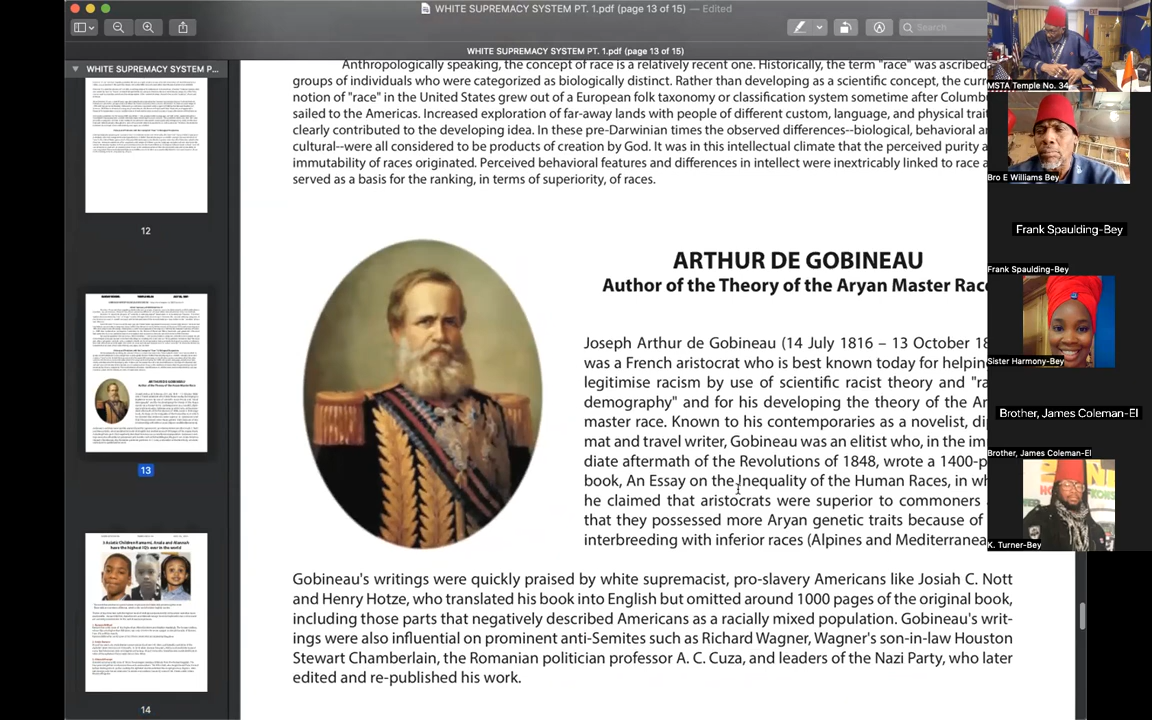 WHITE SUPREMACY SYSTEM PT. 1.pdf (page 13 of 15) — Edited
Search
WHITE SUPREMACY SYSTEM PT. 1.pdf (page 13 of 15)
WHITE SUPREMACY SYSTEM P...
12
13
14
3 Asiatic Children Ramarni, Anala and Alannah
have the highest IQ's ever in the world
Anthropologically speaking, the concept of race is a relatively recent one. Historically, the term "race" was ascribed
groups of individuals who were categorized as biologically distinct. Rather than developing as a scientific concept, the curr
notion of "race" in the United States grew out of a European folk taxonomy or classification system sometime after Columb
sailed to the Americas. Increased exploration of far-away lands with people of different custom, language, and physical trai
clearly contributed to the developing idea. In these pre-Darwinian times the observed differences--biological, behavioral a
cultural--were all considered to be products of creation by God. It was in this intellectual climate that the perceived purity a
immutability of races originated. Perceived behavioral features and differences in intellect were inextricably linked to race a
served as a basis for the ranking, in terms of superiority, of races.
ARTHUR DE GOBINEAU
Author of the Theory of the Aryan Master Race
Joseph Arthur de Gobineau (14 July 1816 – 13 October 18
was a French aristocrat who is best known today for helpin
legitimise racism by use of scientific racist theory and "ra
demography" and for his developing the theory of the Ar
master race. Known to his contemporaries as a novelist, di
mat and travel writer, Gobineau was an elitist who, in the im
diate aftermath of the Revolutions of 1848, wrote a 1400-p
book, An Essay on the Inequality of the Human Races, in wh
he claimed that aristocrats were superior to commoners
that they possessed more Aryan genetic traits because of
interbreeding with inferior races (Alpines and Mediterranea
Gobineau's writings were quickly praised by white supremacist, pro-slavery Americans like Josiah C. Nott
and Henry Hotze, who translated his book into English but omitted around 1000 pages of the original book,
including those parts that negatively described Americans as a racially mixed population. Gobineau's writ-
ings were also influential on prominent anti-Semites such as Richard Wagner, Wagner's son-in-law Houston
Stewart Chamberlain, the Romanian politician professor A. C. Cuza, and leaders of the Nazi Party, who later
edited and re-published his work.
MSTA Temple No. 34
Bro E Williams Bey
Frank Spaulding-Bey
Frank Spaulding-Bey
Sister Harmony-Bey
Brother, James Coleman-El
Brother, James Coleman-El
K. Turner-Bey